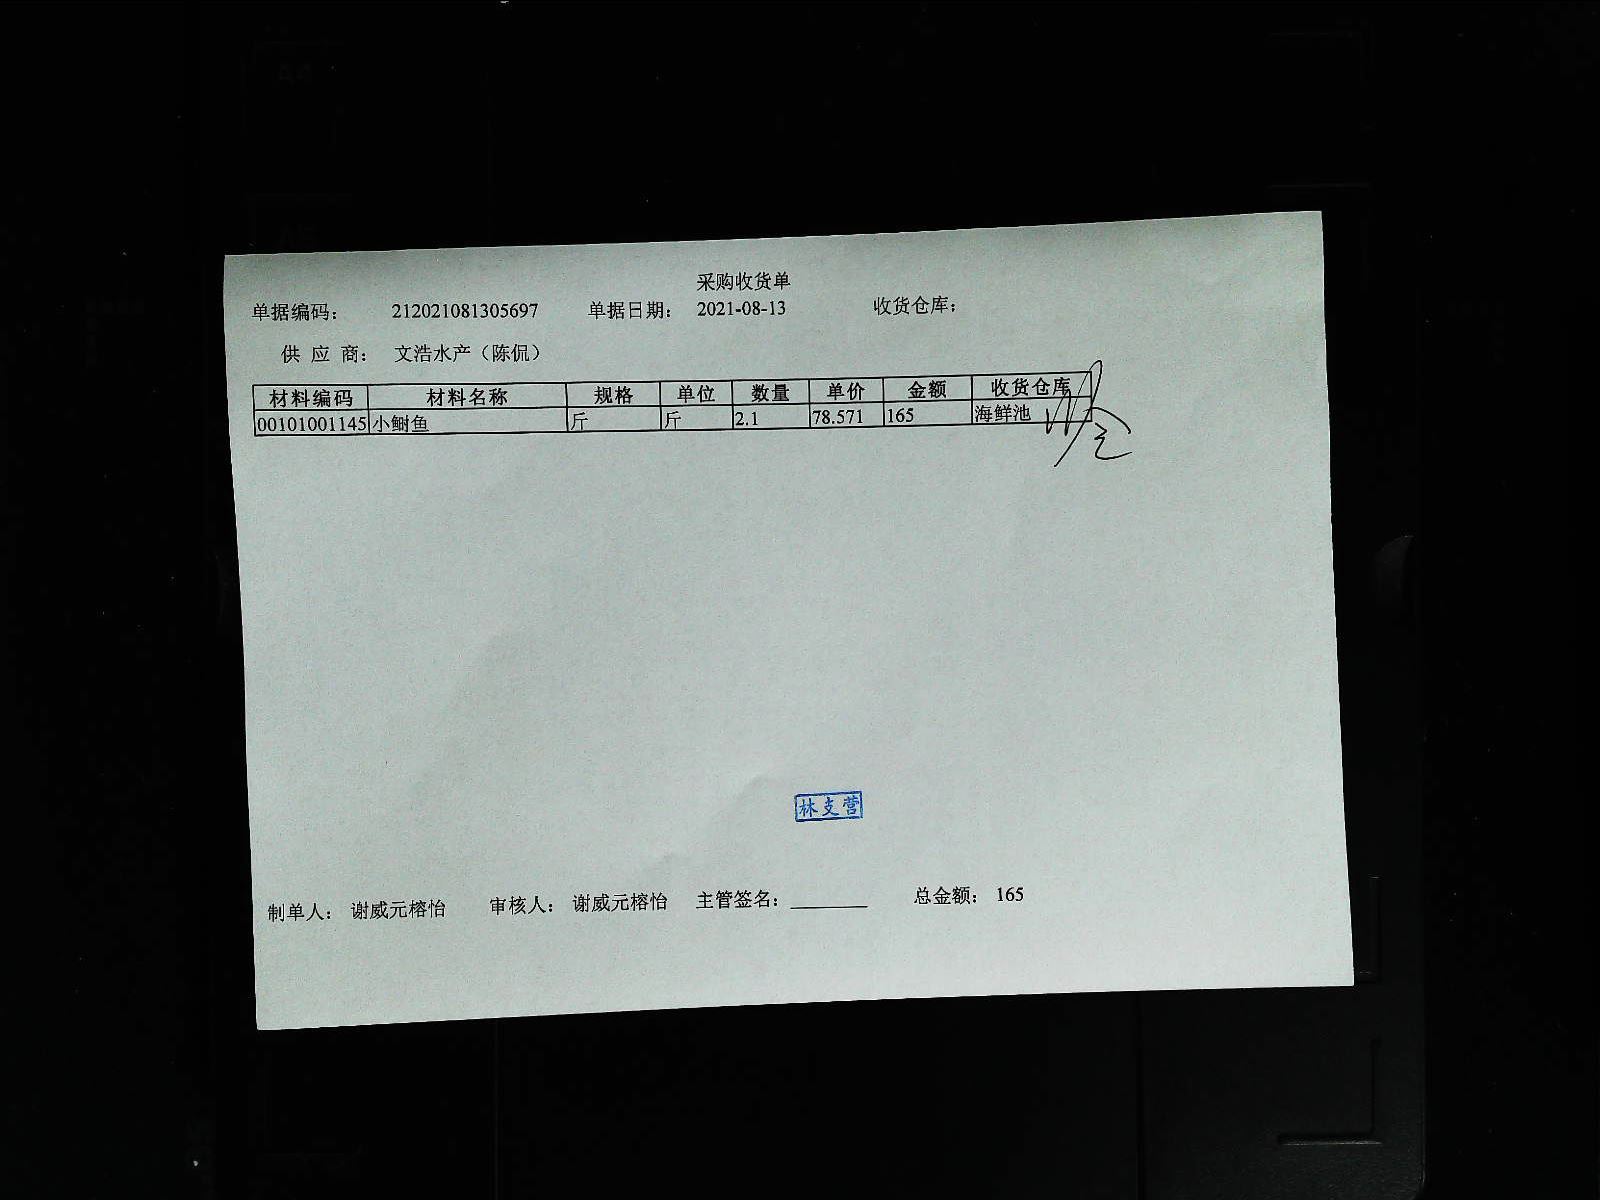 采购收货单
单据编码： 212021081305697 单据日期： 2021-08-13 收货仓库：
供 应 商： 文浩水产（陈侃）
材料编码 材料名称 规格 单位 数量 单价 金额 收货仓库
00101001145 小鲥鱼 斤 斤 2.1 78.571 165 海鲜池
林支营
制单人： 谢威元榕怡 审核人： 谢威元榕怡 主管签名： 总金额： 165